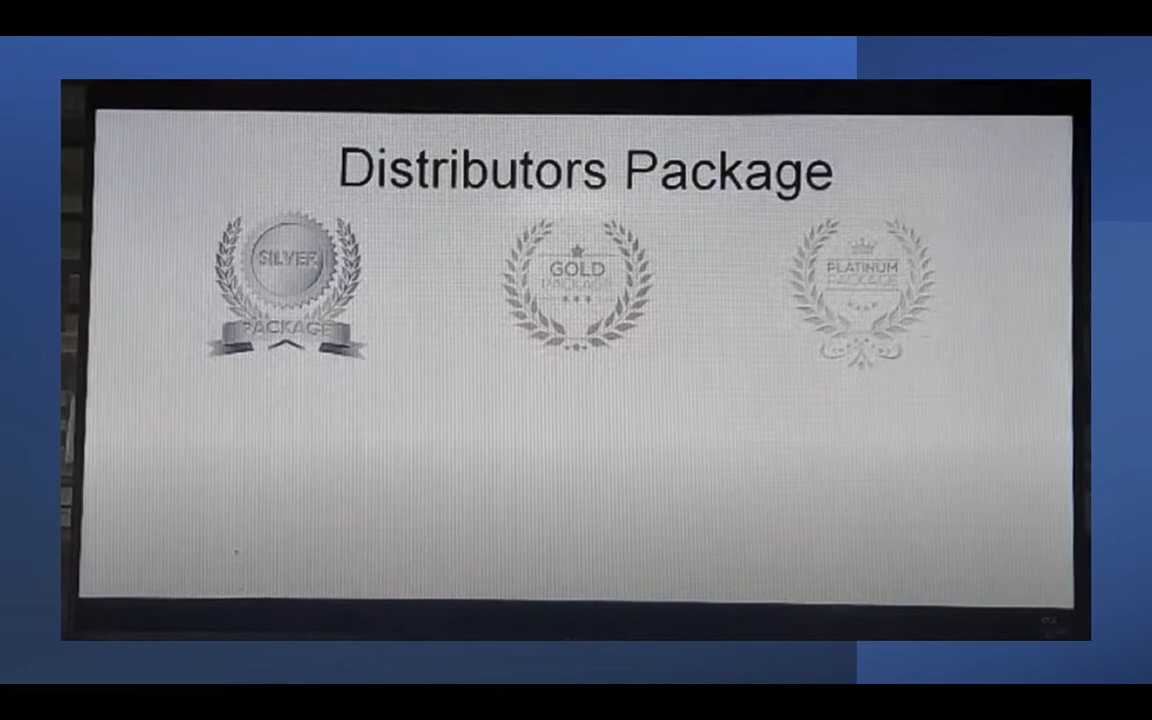 Distributors Package
SILVER
PACKAGE
GOLD
PACKAGE
PLATINUM
PACKAGE